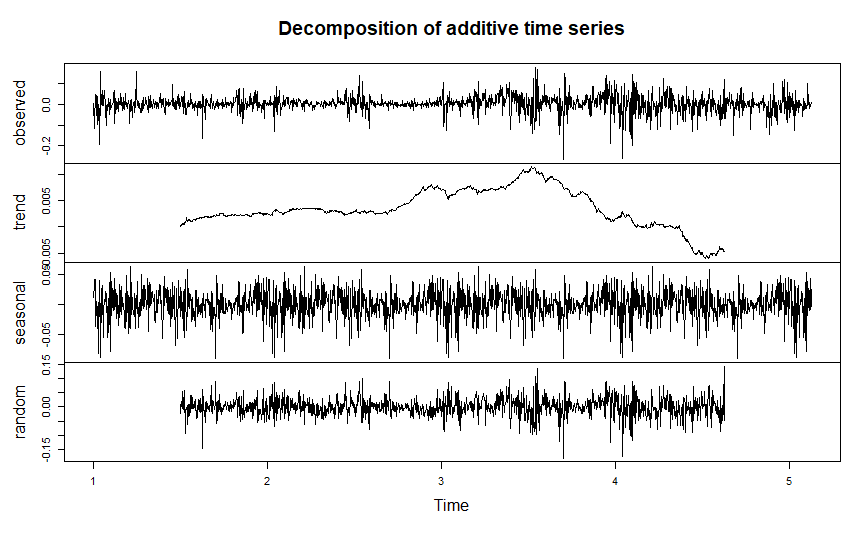 Decomposition of additive time series
observed
0.0
-0.2
trend
0.005
-0.005
seasonal
0.05
-0.05
random
0.15
0.00
-0.15
1 2 3 4 5
Time